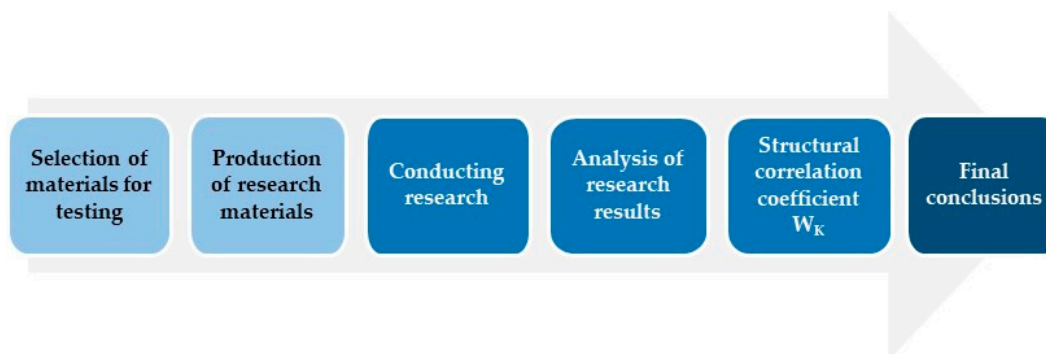 Selection of
materials for
testing
Production
of research
materials
Conducting
research
Analysis of
research
results
Structural
correlation
coefficient
W_K
Final
conclusions